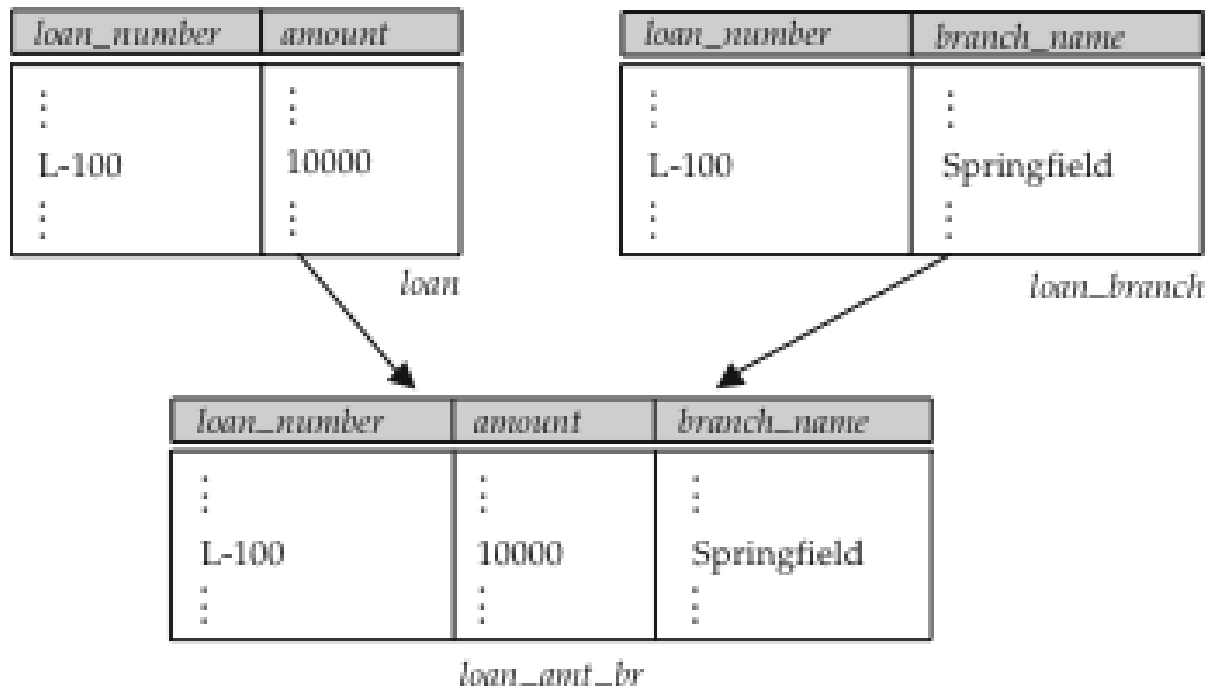 loan_number amount
⋮ ⋮
L-100 10000
⋮ ⋮
loan
loan_number branch_name
⋮ ⋮
L-100 Springfield
⋮ ⋮
loan_branch
loan_number amount branch_name
⋮ ⋮ ⋮
L-100 10000 Springfield
⋮ ⋮ ⋮
loan_amt_br